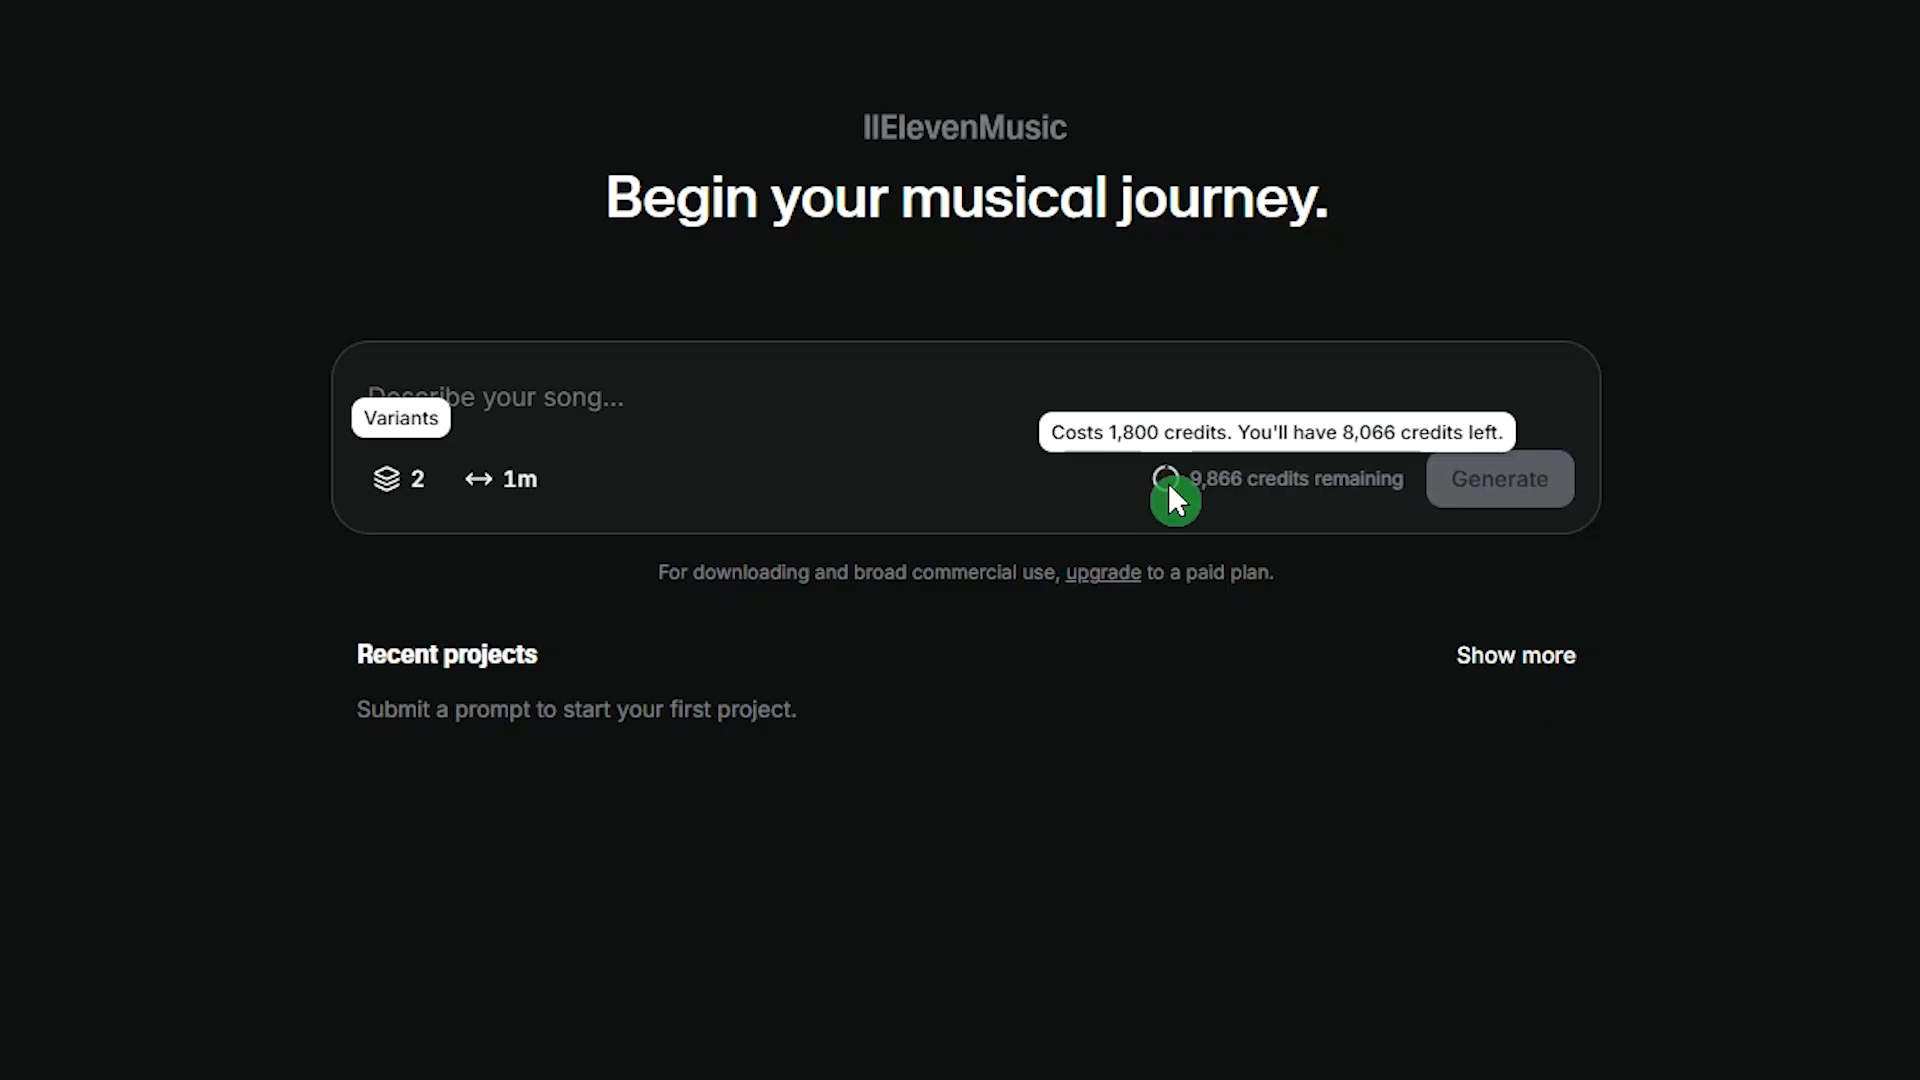 IIElevenMusic
Begin your musical journey.
Describe your song...
Variants
Costs 1,800 credits. You'll have 8,066 credits left.
2 1m 9,866 credits remaining Generate
For downloading and broad commercial use, upgrade to a paid plan.
Recent projects Show more
Submit a prompt to start your first project.